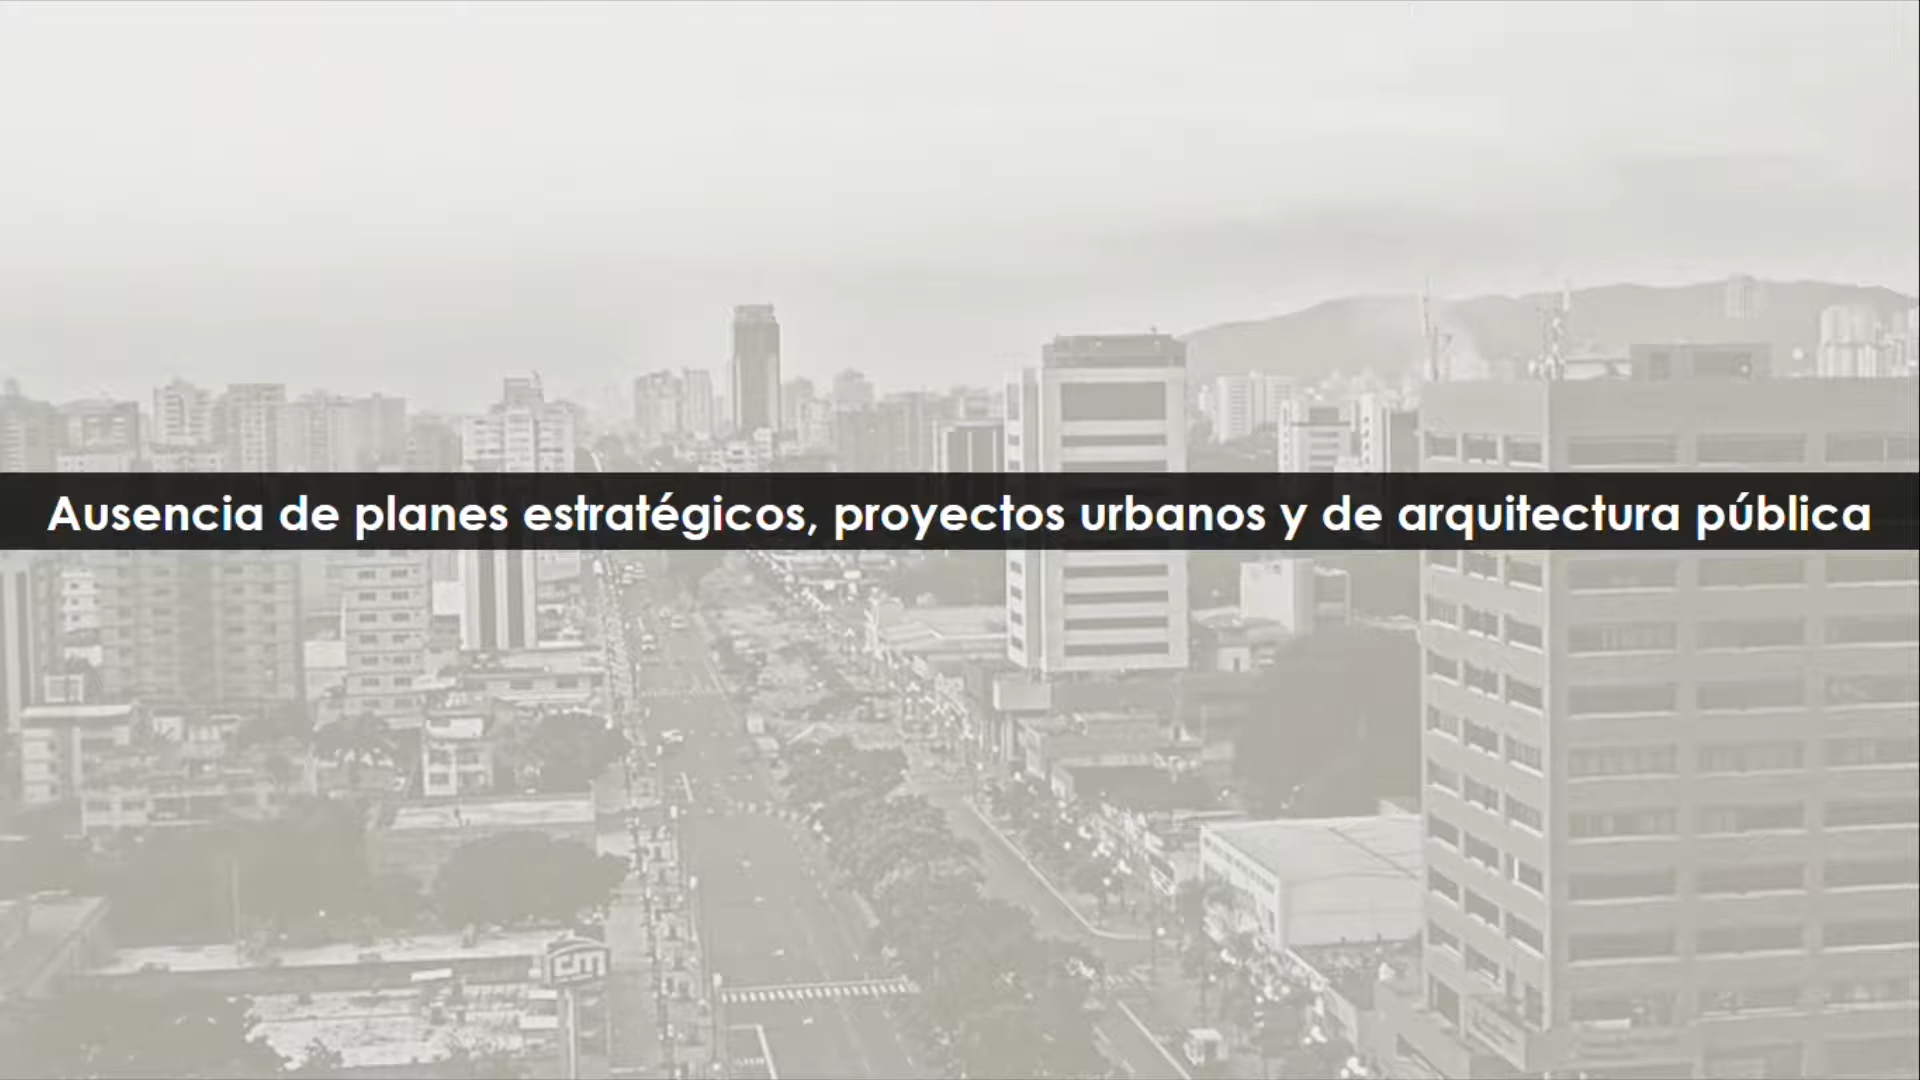 Ausencia de planes estratégicos, proyectos urbanos y de arquitectura pública